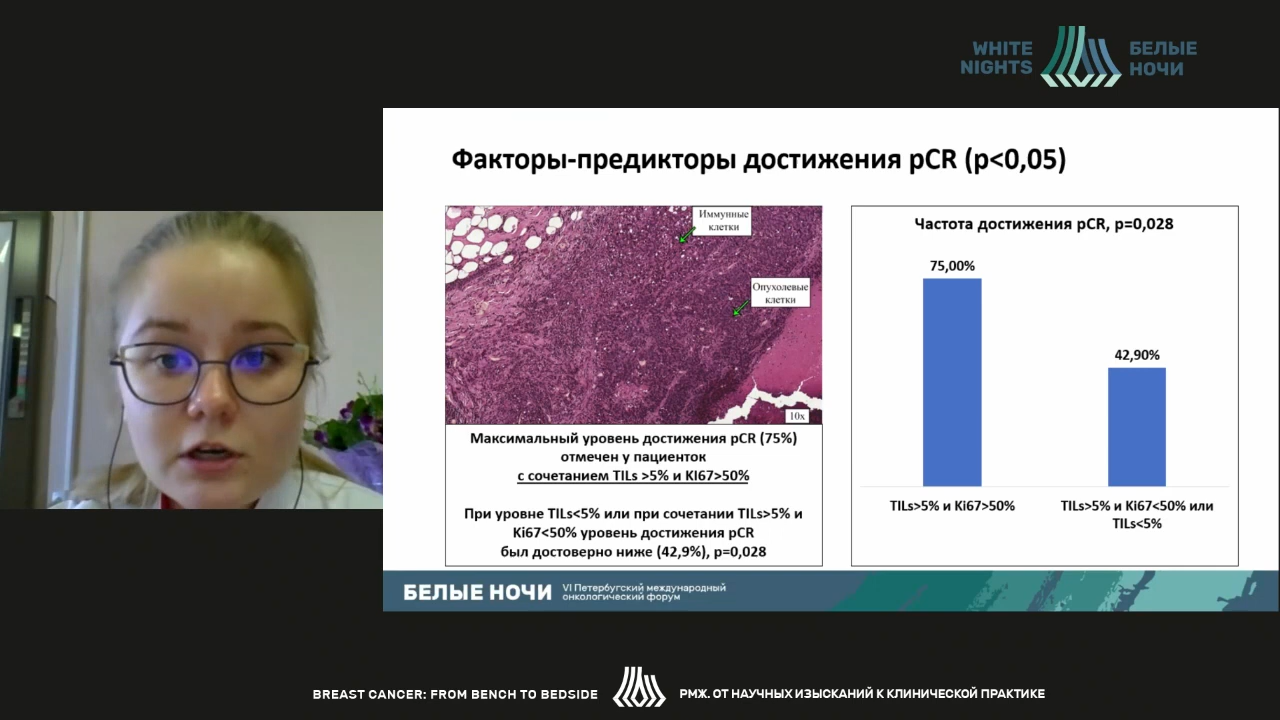 WHITE
NIGHTS
БЕЛЫЕ
НОЧИ
Факторы-предикторы достижения pCR (p<0,05)
Иммунные
клетки
Опухолевые
клетки
10x
Максимальный уровень достижения pCR (75%)
отмечен у пациенток
с сочетанием TILs >5% и KI67>50%
При уровне TILs<5% или при сочетании TILs>5% и
Ki67<50% уровень достижения pCR
был достоверно ниже (42,9%), p=0,028
Частота достижения pCR, p=0,028
75,00%
42,90%
TILs>5% и Ki67>50%
TILs>5% и Ki67<50% или
TILs<5%
БЕЛЫЕ НОЧИ
VI Петербургский международный
онкологический форум
BREAST CANCER: FROM BENCH TO BEDSIDE
РМЖ. ОТ НАУЧНЫХ ИЗЫСКАНИЙ К КЛИНИЧЕСКОЙ ПРАКТИКЕ